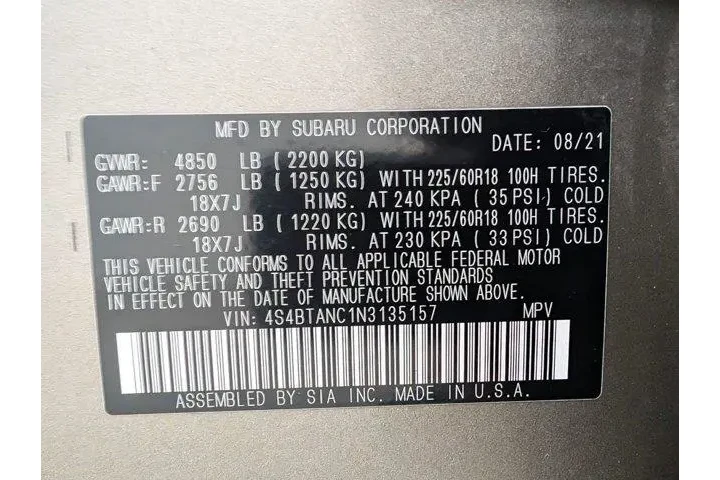 MFD BY SUBARU CORPORATION
DATE: 08/21
GVWR: 4850 LB (2200 KG)
GAWR:F 2756 LB (1250 KG) WITH 225/60R18 100H TIRES.
18X7J RIMS. AT 240 KPA (35 PSI) COLD
GAWR:R 2690 LB (1220 KG) WITH 225/60R18 100H TIRES.
18X7J RIMS. AT 230 KPA (33 PSI) COLD
THIS VEHICLE CONFORMS TO ALL APPLICABLE FEDERAL MOTOR
VEHICLE SAFETY AND THEFT PREVENTION STANDARDS
IN EFFECT ON THE DATE OF MANUFACTURE SHOWN ABOVE.
VIN: 4S4BTANC1N3135157 MPV
ASSEMBLED BY SIA INC. MADE IN U.S.A.